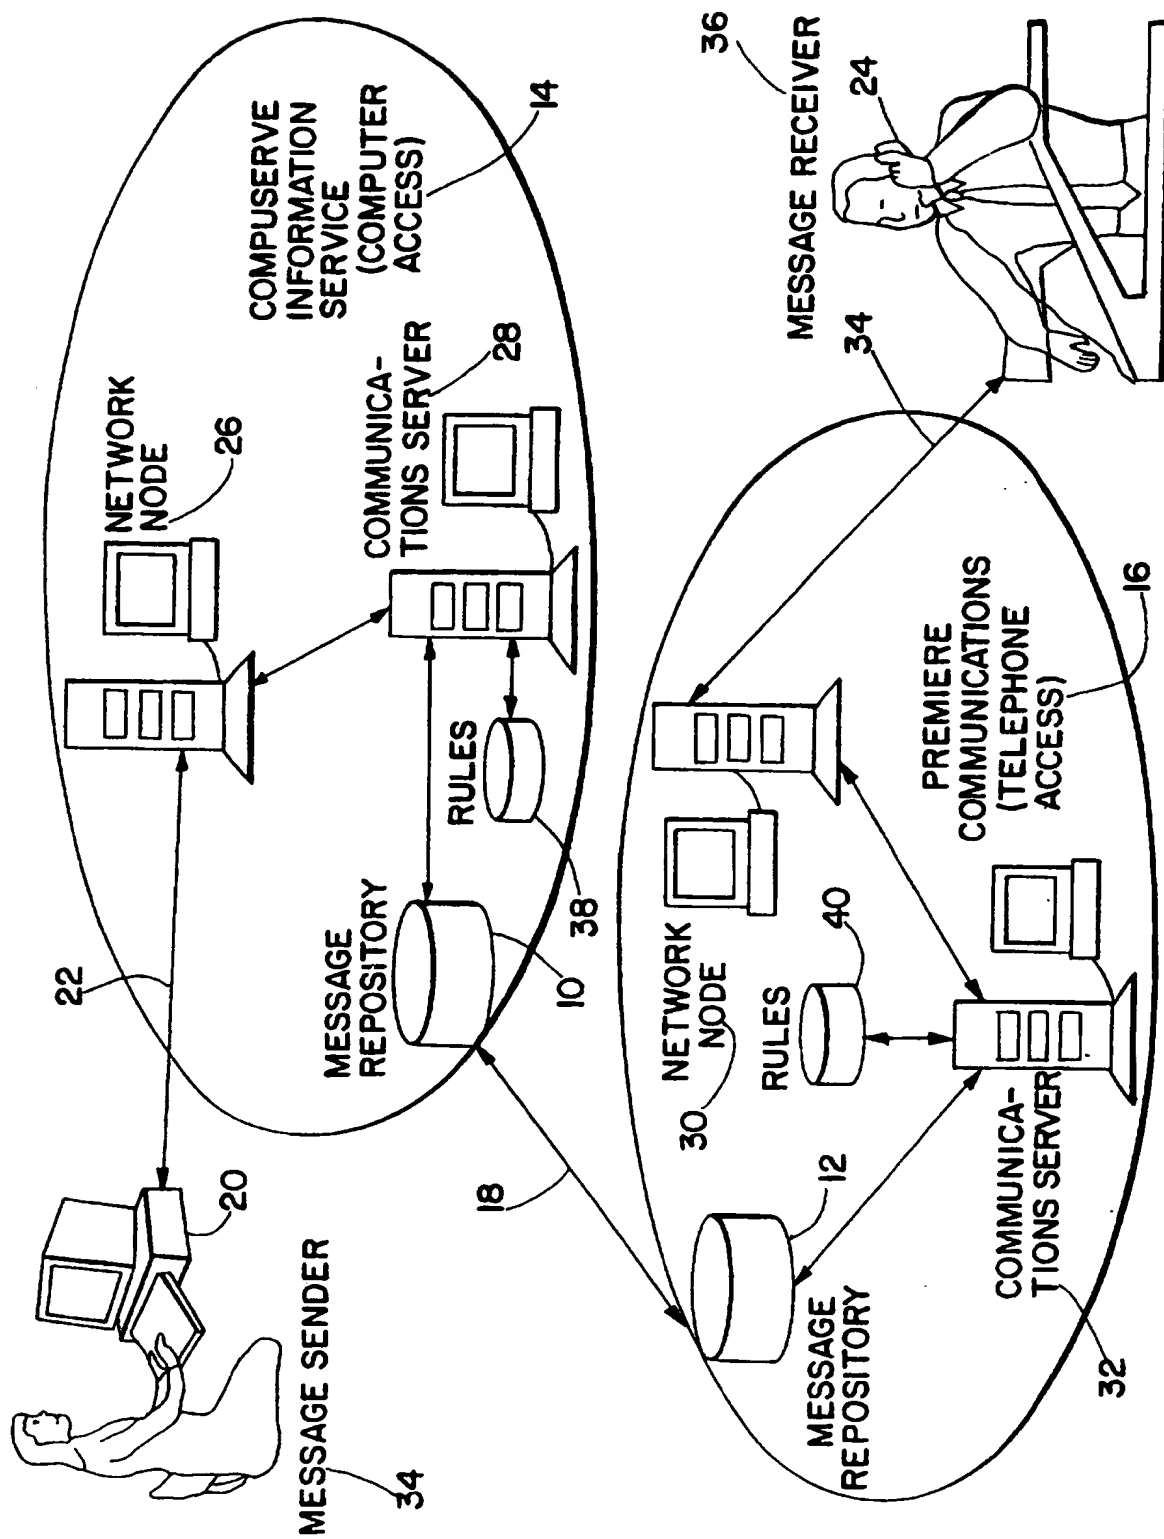 MESSAGE SENDER
34
20
22
NETWORK
NODE
26
COMPUSERVE
INFORMATION
SERVICE
(COMPUTER
ACCESS)
14
COMMUNICA-
TIONS SERVER
28
MESSAGE
REPOSITORY
10
RULES
38
18
MESSAGE
REPOSITORY
12
NETWORK
NODE
30
RULES
40
COMMUNICA-
TIONS SERVER
32
PREMIERE
COMMUNICATIONS
(TELEPHONE
ACCESS)
16
34
MESSAGE RECEIVER
36
24